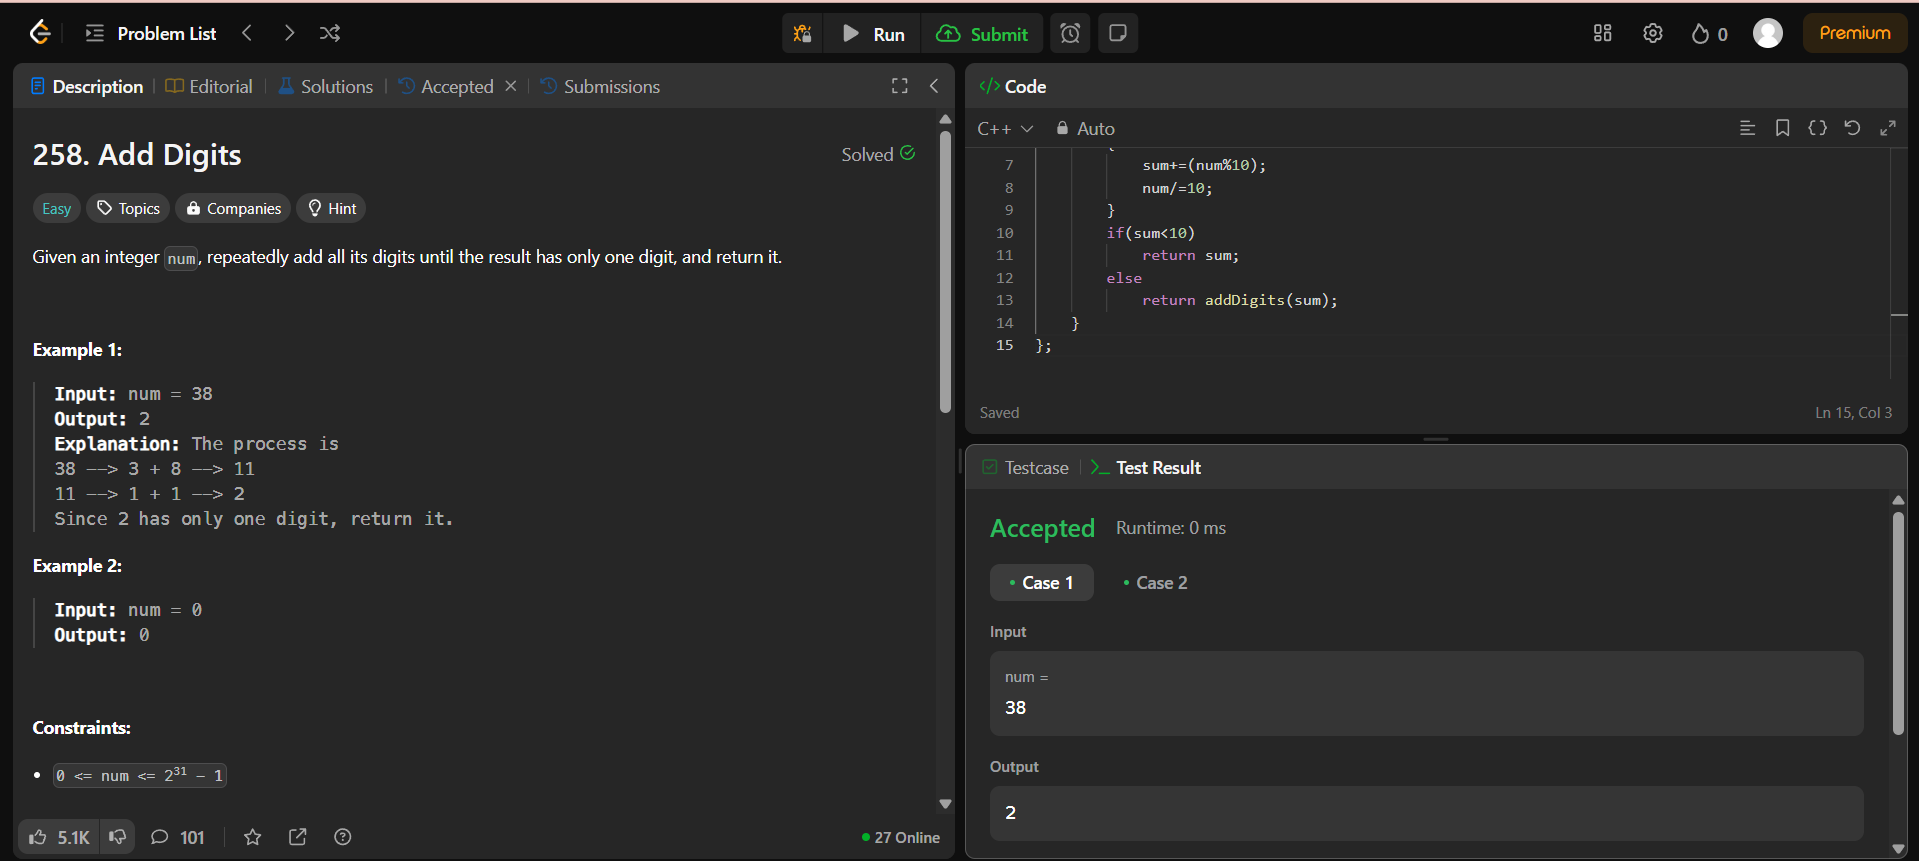 Problem List
Run
Submit
0
Premium
Description
Editorial
Solutions
Accepted
Submissions
258. Add Digits
Solved
Easy
Topics
Companies
Hint
Given an integer num, repeatedly add all its digits until the result has only one digit, and return it.
Example 1:
Input: num = 38
Output: 2
Explanation: The process is
38 --> 3 + 8 --> 11
11 --> 1 + 1 --> 2
Since 2 has only one digit, return it.
Example 2:
Input: num = 0
Output: 0
Constraints:
• 0 <= num <= 2³¹ - 1
5.1K
101
27 Online
</> Code
C++
Auto
{
7 sum+=(num%10);
8 num/=10;
9 }
10 if(sum<10)
11 return sum;
12 else
13 return addDigits(sum);
14 }
15 };
Saved
Ln 15, Col 3
Testcase
Test Result
Accepted
Runtime: 0 ms
• Case 1
• Case 2
Input
num =
38
Output
2